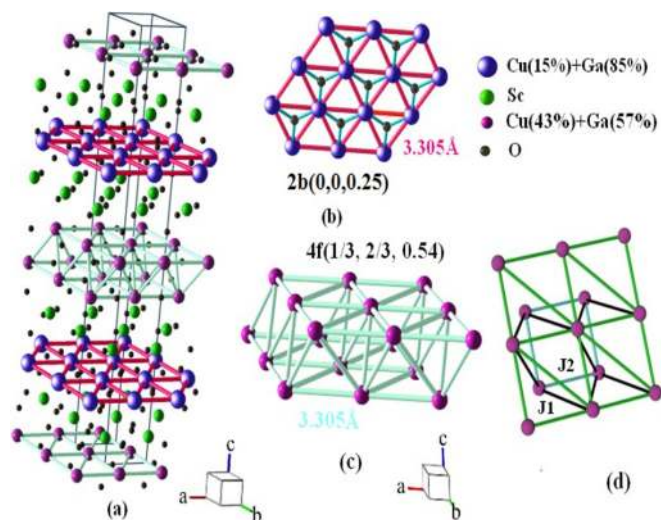 Cu(15%)+Ga(85%)
Sc
Cu(43%)+Ga(57%)
O
3.305Å
2b(0,0,0.25)
(b)
4f(1/3, 2/3, 0.54)
3.305Å
(c)
J2
J1
(d)
c
a
b
(a)
c
a
b